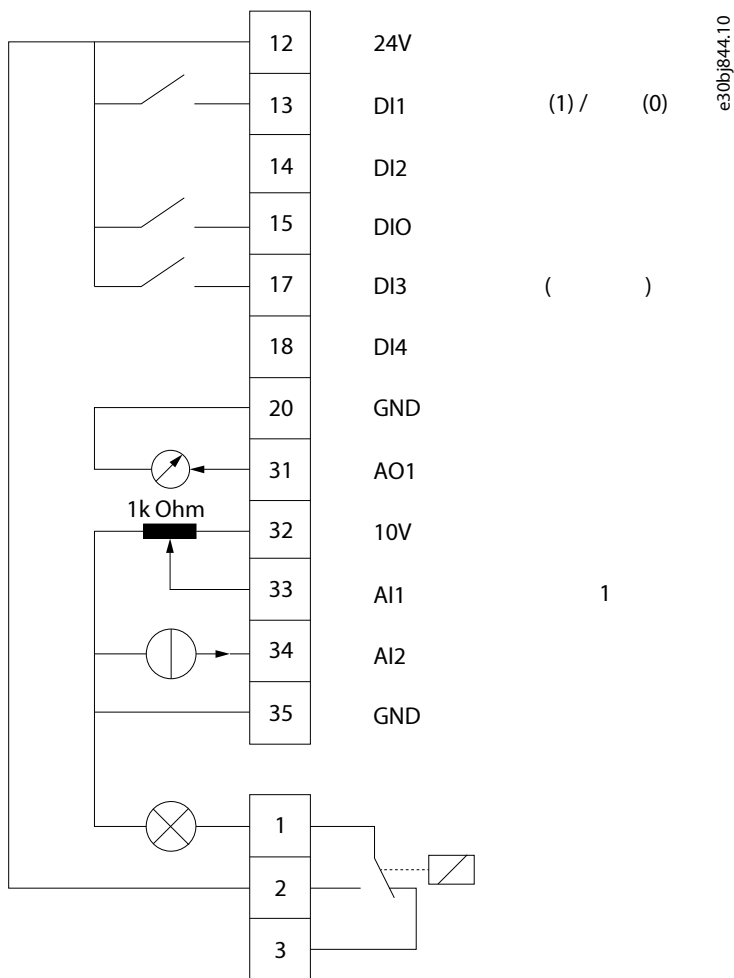 12 24V
13 DI1 (1) / (0)
14 DI2
15 DIO
17 DI3 ( )
18 DI4
20 GND
31 AO1
1k Ohm
32 10V
33 AI1 1
34 AI2
35 GND
1
2
3
e30bj844.10